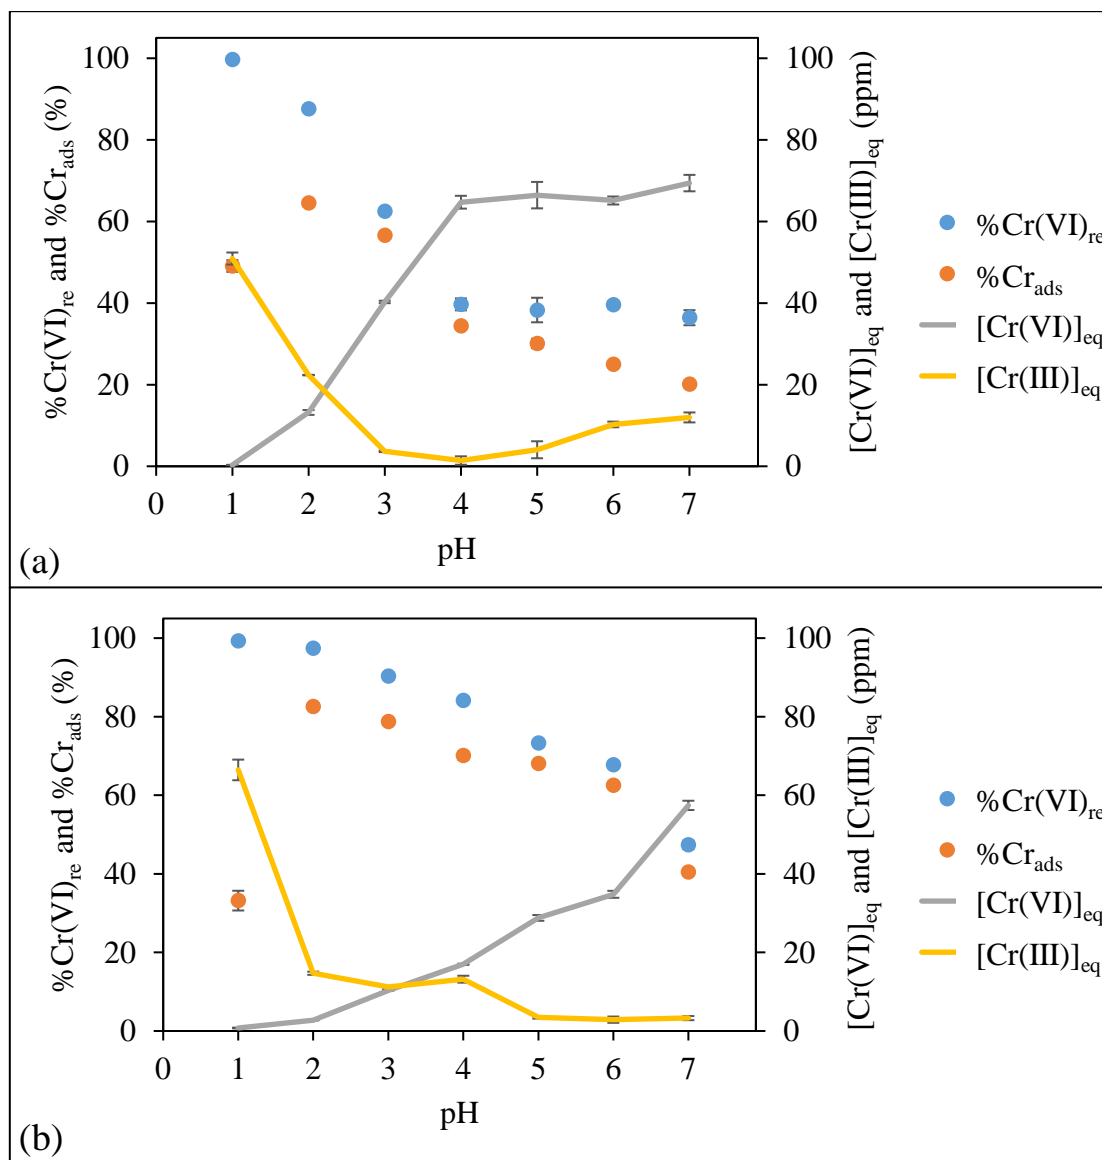 %Cr(VI)re and %Crads (%)
100
80
60
40
20
0
0 1 2 3 4 5 6 7
pH
100
80
60
40
20
0
[Cr(VI)]eq and [Cr(III)]eq (ppm)
%Cr(VI)re
%Crads
[Cr(VI)]eq
[Cr(III)]eq
(a)
%Cr(VI)re and %Crads (%)
100
80
60
40
20
0
0 1 2 3 4 5 6 7
pH
100
80
60
40
20
0
[Cr(VI)]eq and [Cr(III)]eq (ppm)
%Cr(VI)re
%Crads
[Cr(VI)]eq
[Cr(III)]eq
(b)